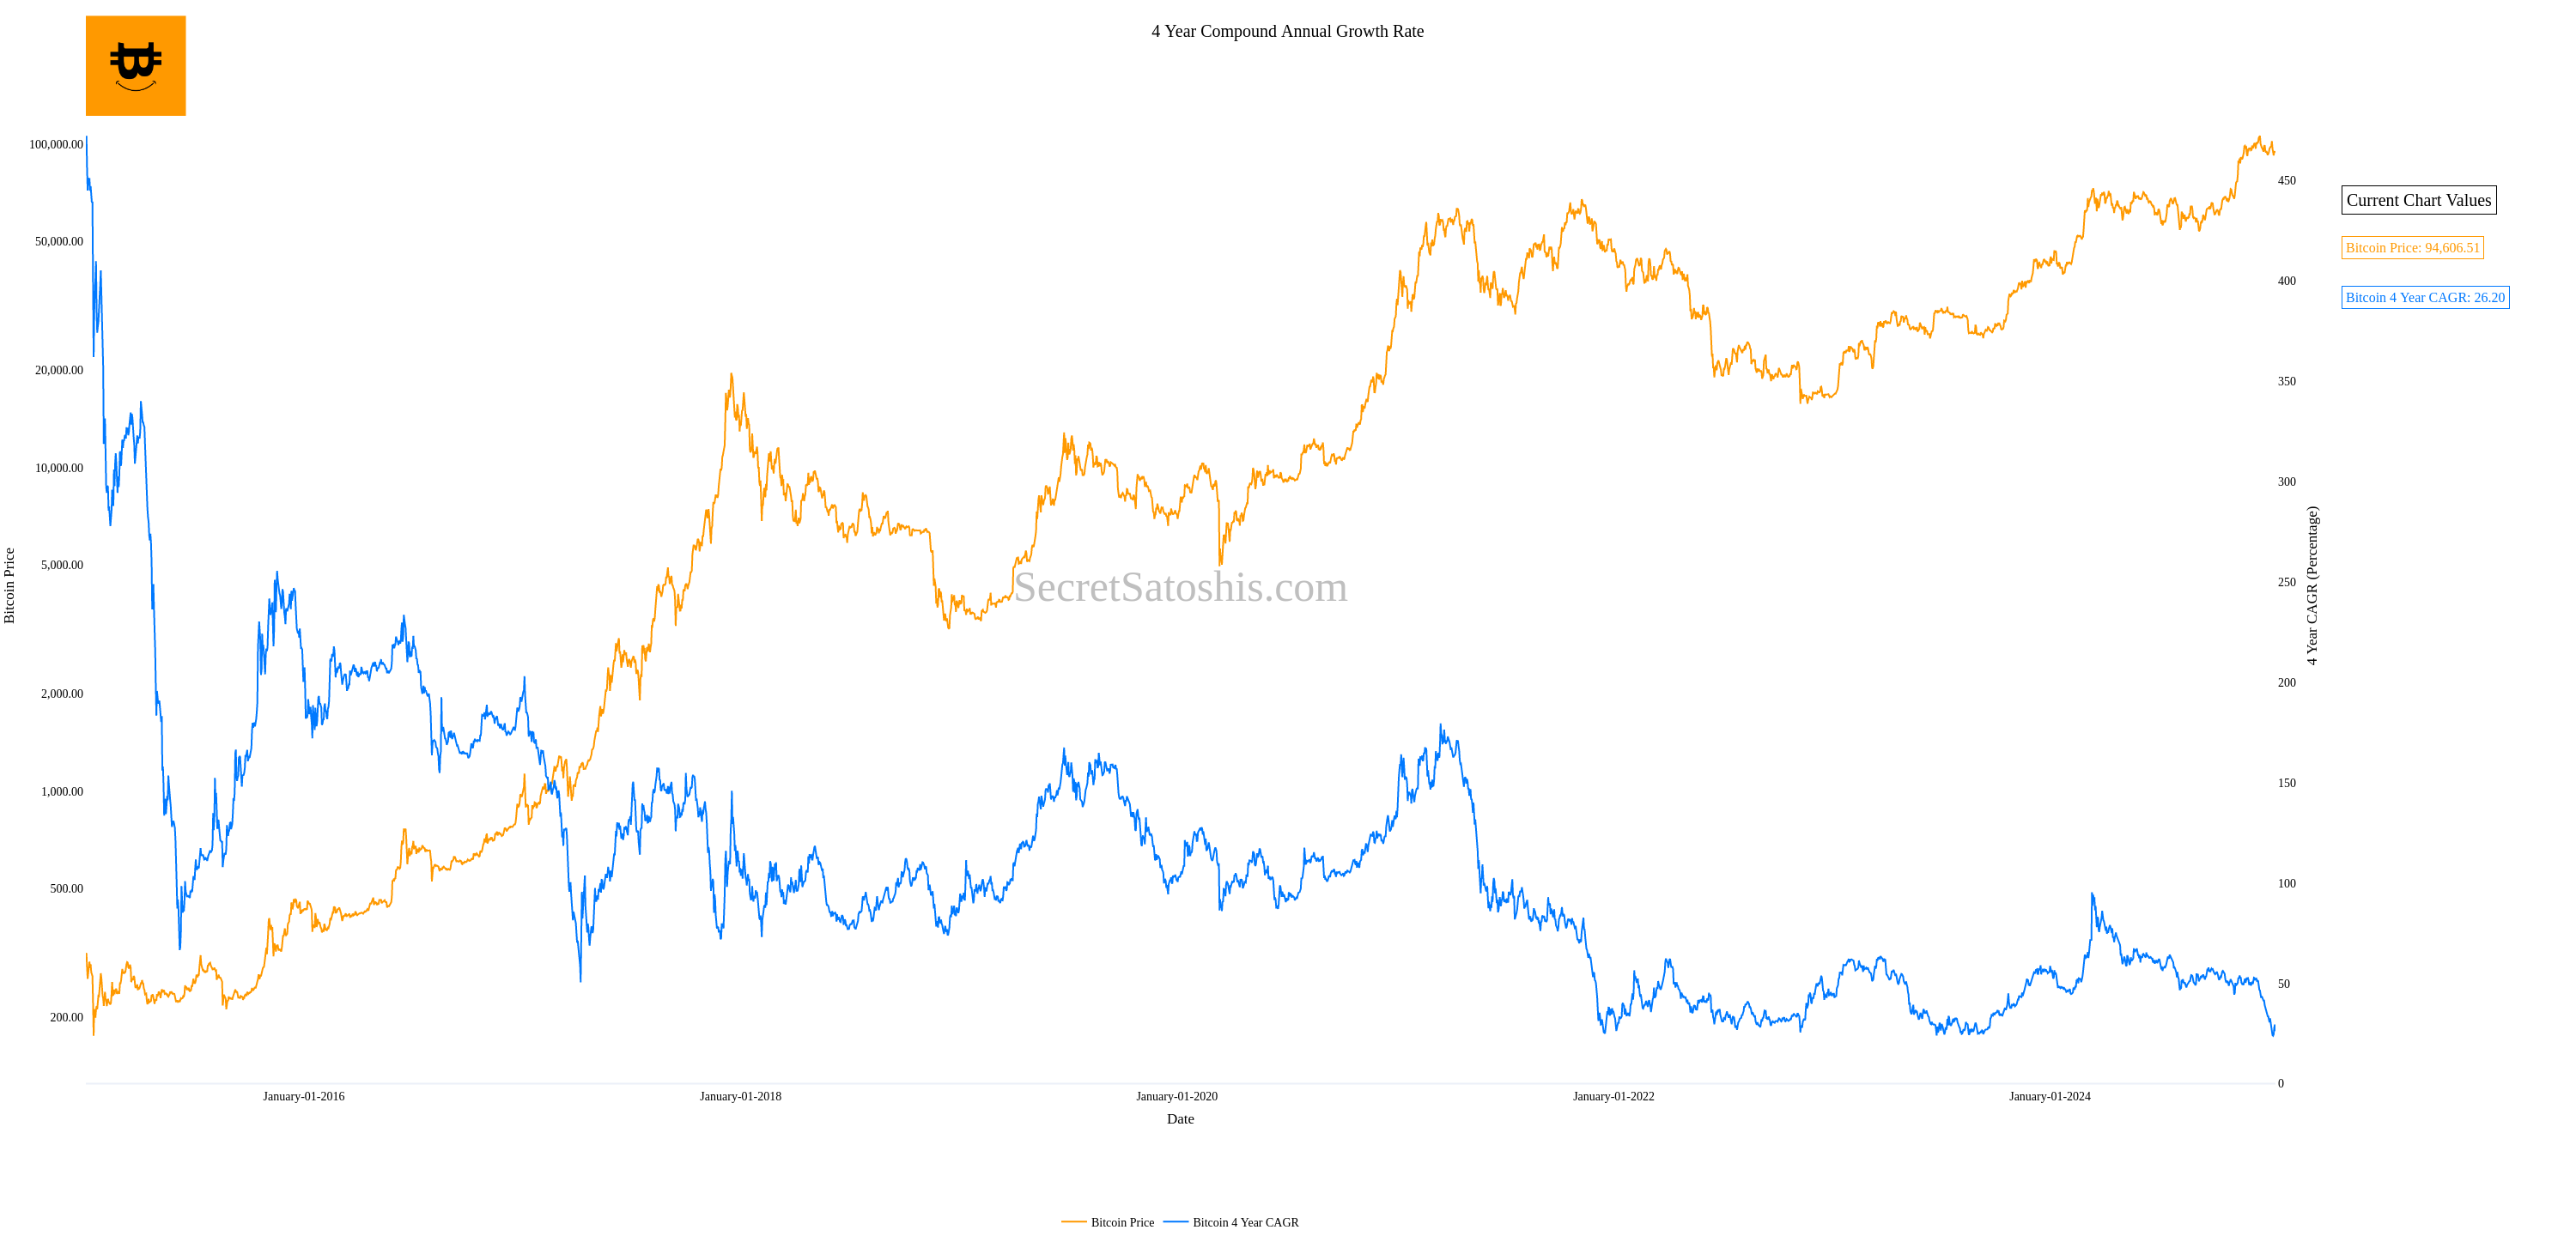 4 Year Compound Annual Growth Rate
100,000.00
50,000.00
20,000.00
10,000.00
5,000.00
2,000.00
1,000.00
500.00
200.00
Bitcoin Price
SecretSatoshis.com
450
400
350
300
250
200
150
100
50
0
4 Year CAGR (Percentage)
Current Chart Values
Bitcoin Price: 94,606.51
Bitcoin 4 Year CAGR: 26.20
January-01-2016 January-01-2018 January-01-2020 January-01-2022 January-01-2024
Date
Bitcoin Price Bitcoin 4 Year CAGR